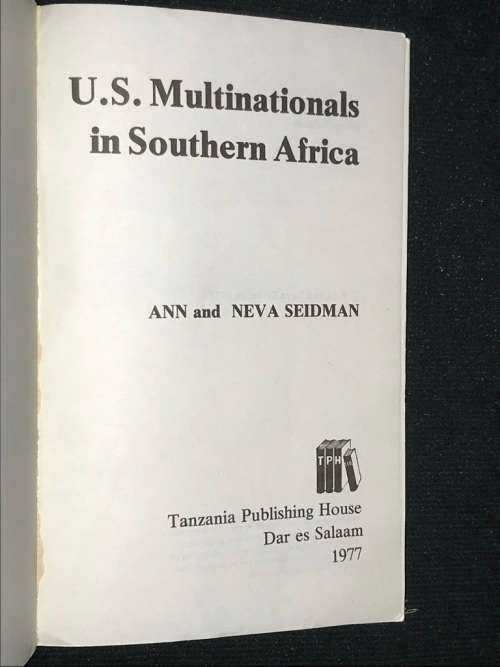 U.S. Multinationals
in Southern Africa
ANN and NEVA SEIDMAN
TPH
Tanzania Publishing House
Dar es Salaam
1977